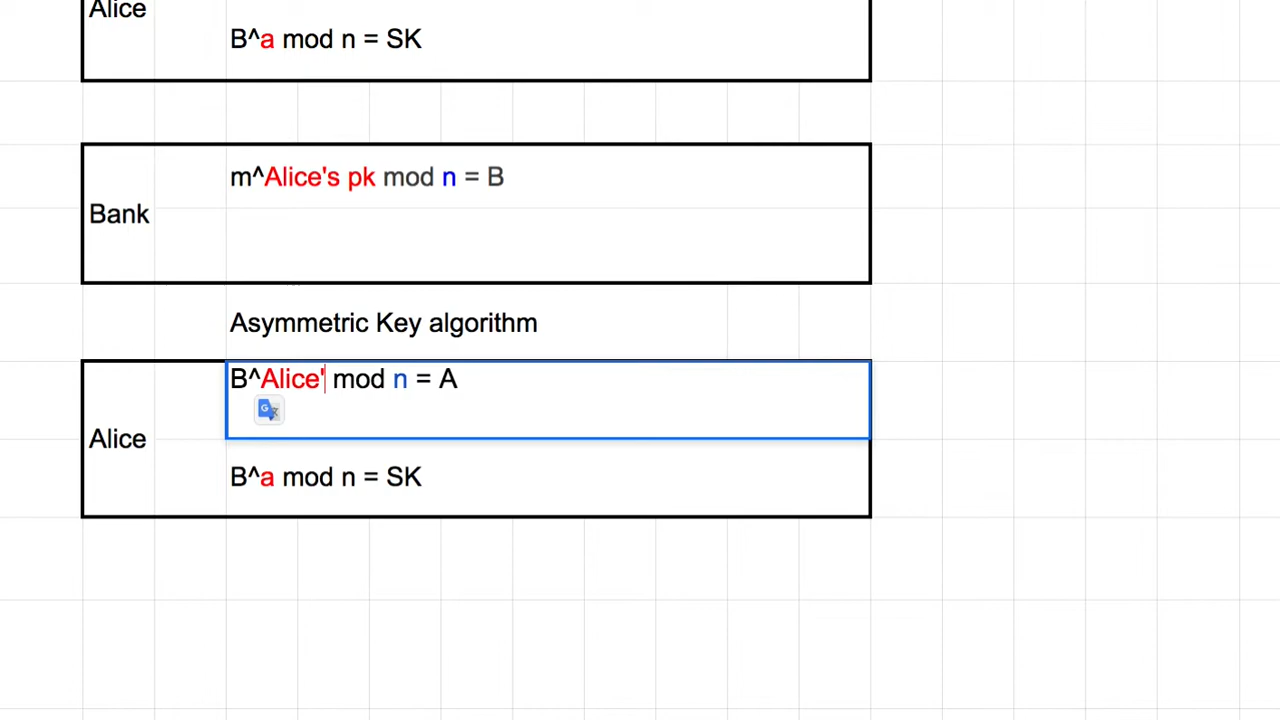 Alice
B^a mod n = SK
m^Alice's pk mod n = B
Bank
Asymmetric Key algorithm
B^Alice' mod n = A
Alice
B^a mod n = SK